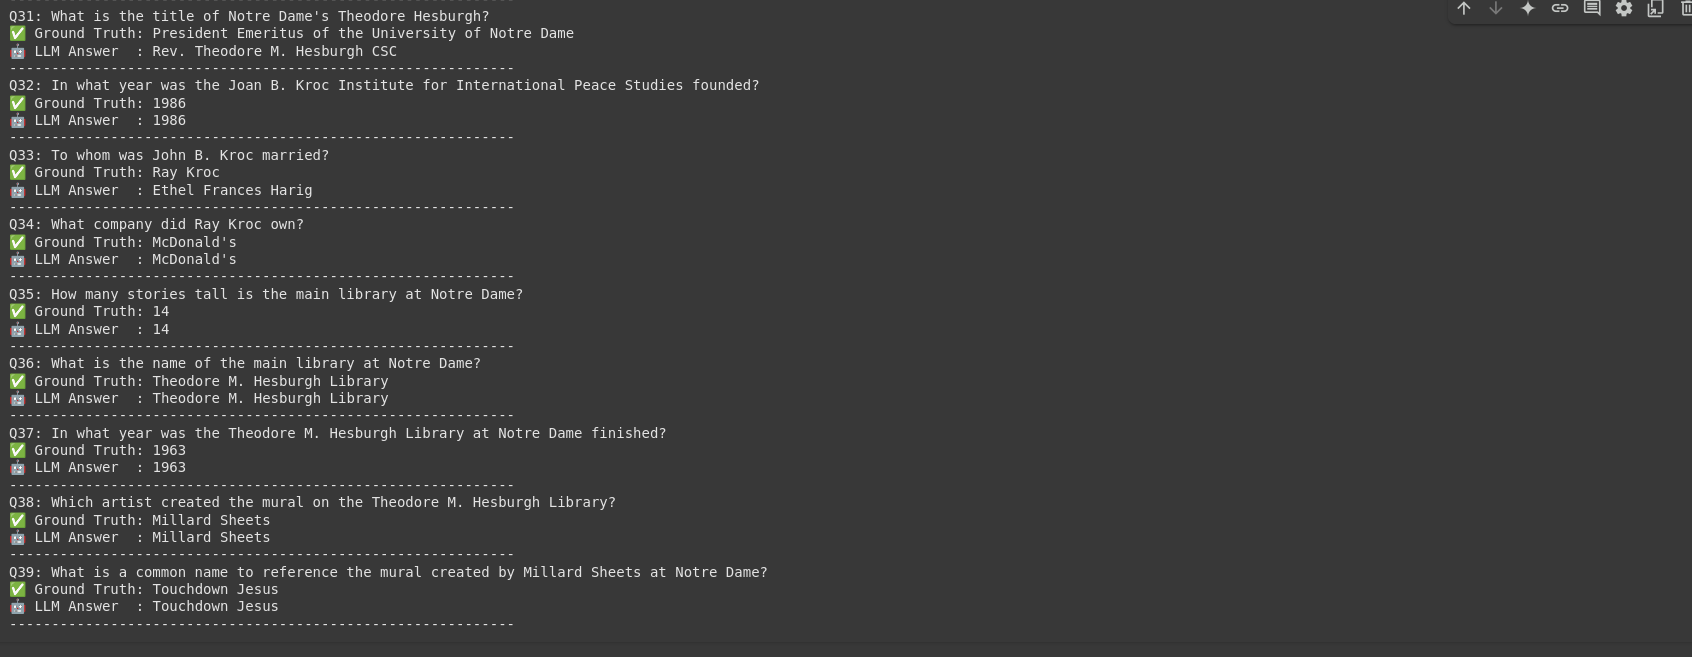 ------------------------------------------------------------
Q31: What is the title of Notre Dame's Theodore Hesburgh?
✅ Ground Truth: President Emeritus of the University of Notre Dame
🤖 LLM Answer  : Rev. Theodore M. Hesburgh CSC
------------------------------------------------------------
Q32: In what year was the Joan B. Kroc Institute for International Peace Studies founded?
✅ Ground Truth: 1986
🤖 LLM Answer  : 1986
------------------------------------------------------------
Q33: To whom was John B. Kroc married?
✅ Ground Truth: Ray Kroc
🤖 LLM Answer  : Ethel Frances Harig
------------------------------------------------------------
Q34: What company did Ray Kroc own?
✅ Ground Truth: McDonald's
🤖 LLM Answer  : McDonald's
------------------------------------------------------------
Q35: How many stories tall is the main library at Notre Dame?
✅ Ground Truth: 14
🤖 LLM Answer  : 14
------------------------------------------------------------
Q36: What is the name of the main library at Notre Dame?
✅ Ground Truth: Theodore M. Hesburgh Library
🤖 LLM Answer  : Theodore M. Hesburgh Library
------------------------------------------------------------
Q37: In what year was the Theodore M. Hesburgh Library at Notre Dame finished?
✅ Ground Truth: 1963
🤖 LLM Answer  : 1963
------------------------------------------------------------
Q38: Which artist created the mural on the Theodore M. Hesburgh Library?
✅ Ground Truth: Millard Sheets
🤖 LLM Answer  : Millard Sheets
------------------------------------------------------------
Q39: What is a common name to reference the mural created by Millard Sheets at Notre Dame?
✅ Ground Truth: Touchdown Jesus
🤖 LLM Answer  : Touchdown Jesus
------------------------------------------------------------